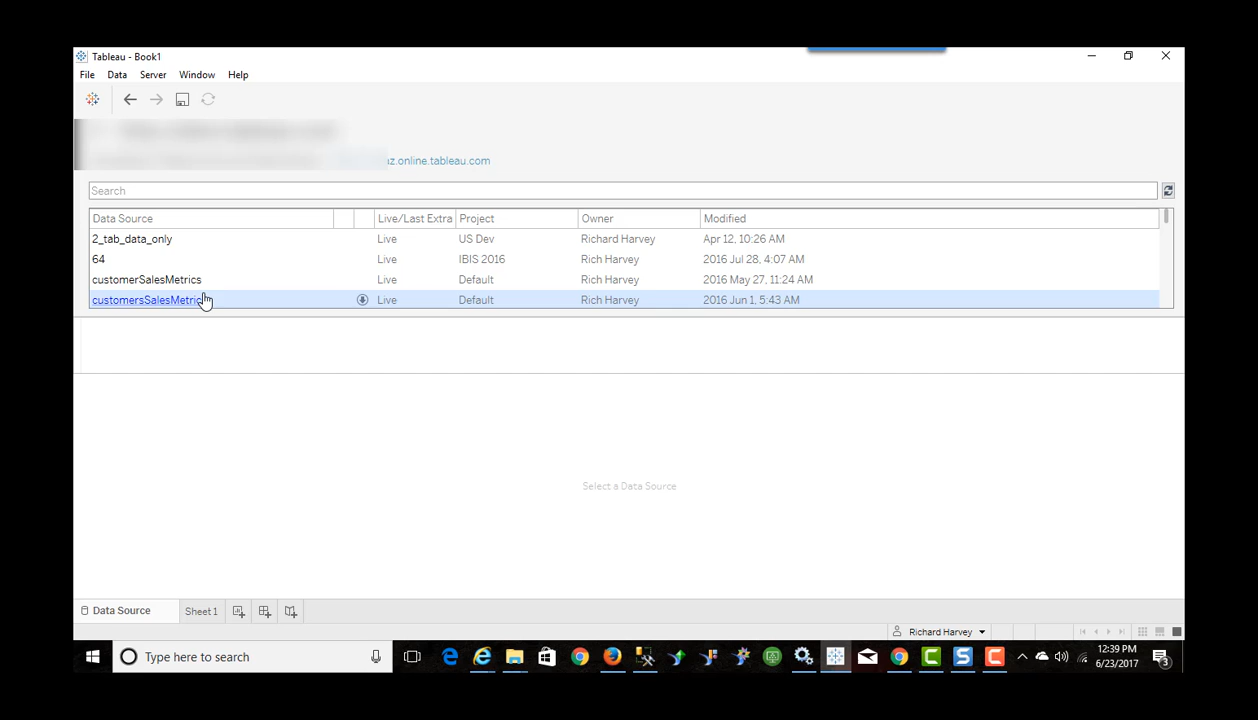 Tableau - Book1
File Data Server Window Help
nz.online.tableau.com
Search
Data Source Live/Last Extra Project Owner Modified
2_tab_data_only Live US Dev Richard Harvey Apr 12, 10:26 AM
64 Live IBIS 2016 Rich Harvey 2016 Jul 28, 4:07 AM
customerSalesMetrics Live Default Rich Harvey 2016 May 27, 11:24 AM
customersSalesMetric Live Default Rich Harvey 2016 Jun 1, 5:43 AM
Select a Data Source
Data Source Sheet 1
Richard Harvey
Type here to search
12:39 PM
6/23/2017
3